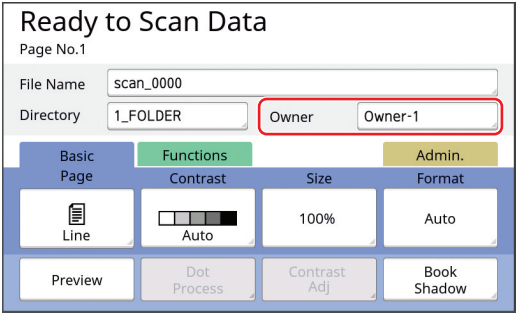 Ready to Scan Data
Page No.1
File Name scan_0000
Directory 1_FOLDER Owner Owner-1
Basic Functions Admin.
Page Contrast Size Format
Line Auto 100% Auto
Preview Dot Process Contrast Adj Book Shadow